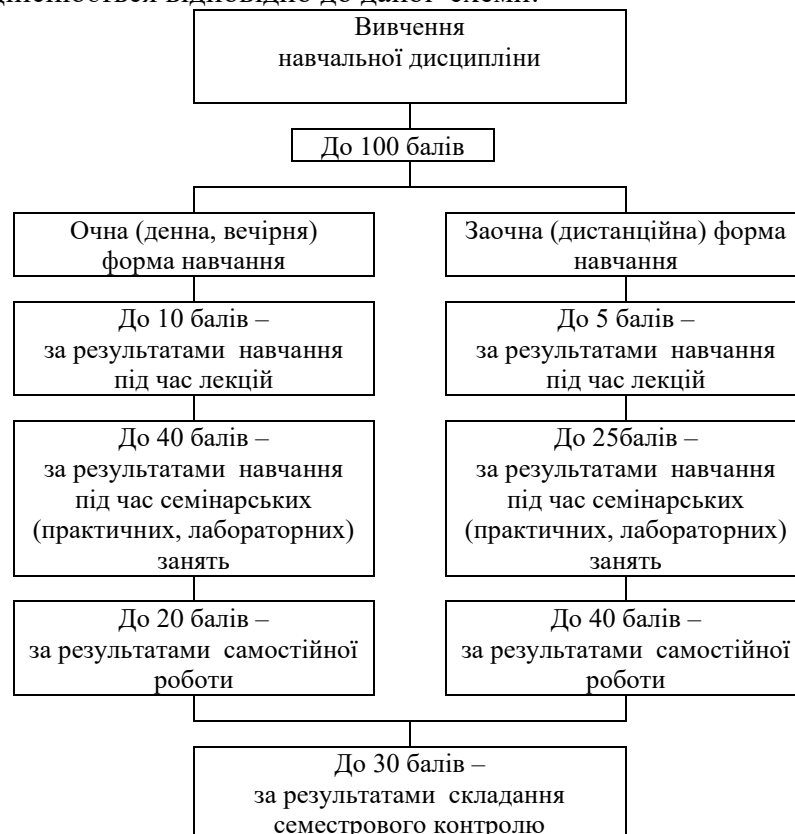 відповідно до даної схеми:
Вивчення
навчальної дисципліни
До 100 балів
Очна (денна, вечірня)
форма навчання
До 10 балів –
за результатами навчання
під час лекцій
До 40 балів –
за результатами навчання
під час семінарських
(практичних, лабораторних)
занять
До 20 балів –
за результатами самостійної
роботи
Заочна (дистанційна) форма
навчання
До 5 балів –
за результатами навчання
під час лекцій
До 25балів –
за результатами навчання
під час семінарських
(практичних, лабораторних)
занять
До 40 балів –
за результатами самостійної
роботи
До 30 балів –
за результатами складання
семестрового контролю